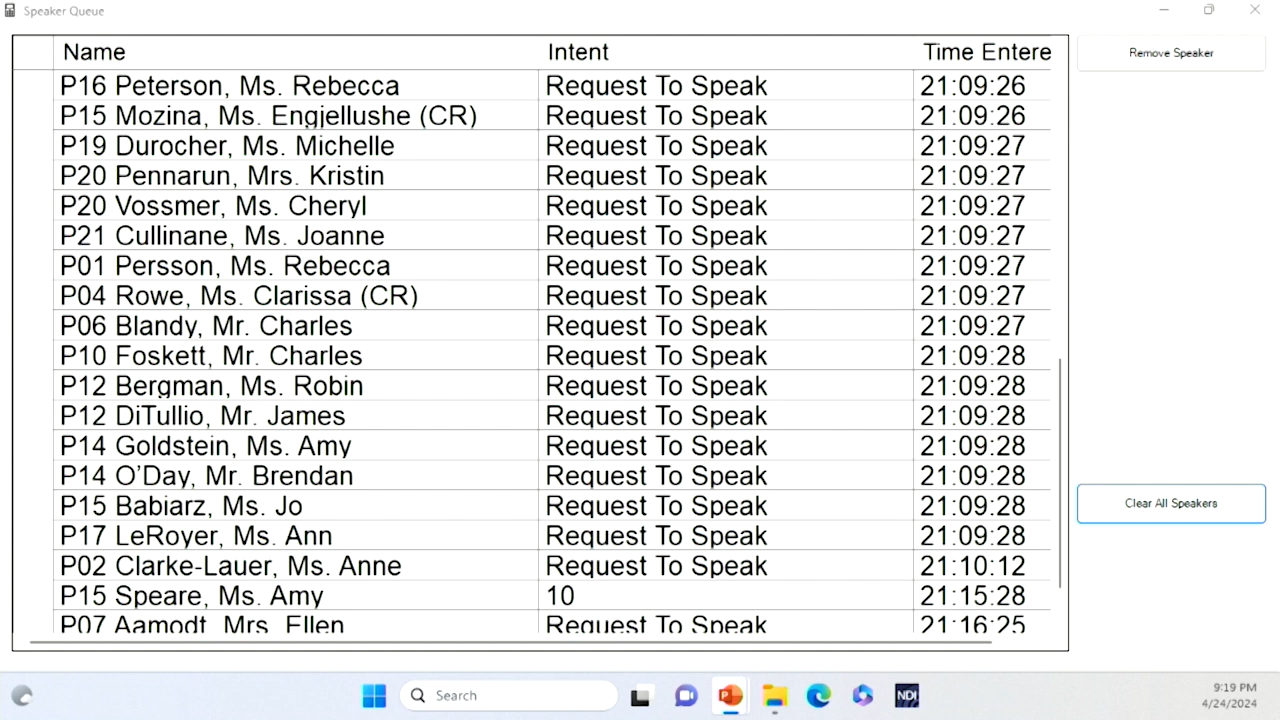 Speaker Queue
Name Intent Time Entere
Remove Speaker
P16 Peterson, Ms. Rebecca Request To Speak 21:09:26
P15 Mozina, Ms. Engjellushe (CR) Request To Speak 21:09:26
P19 Durocher, Ms. Michelle Request To Speak 21:09:27
P20 Pennarun, Mrs. Kristin Request To Speak 21:09:27
P20 Vossmer, Ms. Cheryl Request To Speak 21:09:27
P21 Cullinane, Ms. Joanne Request To Speak 21:09:27
P01 Persson, Ms. Rebecca Request To Speak 21:09:27
P04 Rowe, Ms. Clarissa (CR) Request To Speak 21:09:27
P06 Blandy, Mr. Charles Request To Speak 21:09:27
P10 Foskett, Mr. Charles Request To Speak 21:09:28
P12 Bergman, Ms. Robin Request To Speak 21:09:28
P12 DiTullio, Mr. James Request To Speak 21:09:28
P14 Goldstein, Ms. Amy Request To Speak 21:09:28
P14 O’Day, Mr. Brendan Request To Speak 21:09:28
P15 Babiarz, Ms. Jo Request To Speak 21:09:28
Clear All Speakers
P17 LeRoyer, Ms. Ann Request To Speak 21:09:28
P02 Clarke-Lauer, Ms. Anne Request To Speak 21:10:12
P15 Speare, Ms. Amy 10 21:15:28
P07 Aamodt, Mrs. Ellen Request To Speak 21:16:25
Search
NDI
9:19 PM
4/24/2024